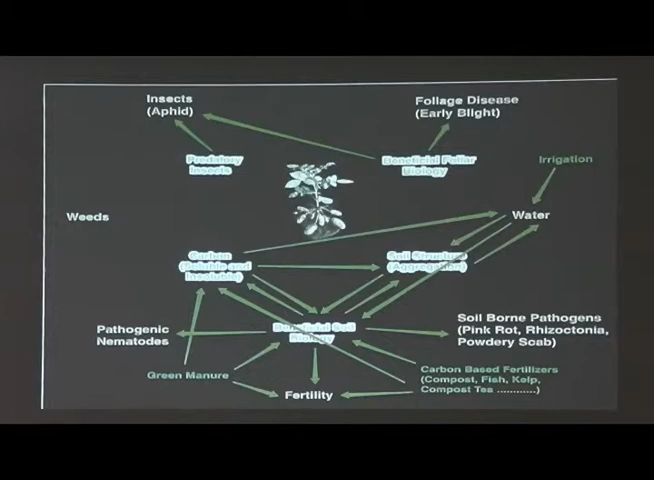 Insects
(Aphid)
Foliage Disease
(Early Blight)
Predatory
Insects
Beneficial Foliar
Biology
Irrigation
Weeds
Water
Carbon
(Soluble and
Insoluble)
Soil Structure
(Aggregation)
Pathogenic
Nematodes
Beneficial Soil
Biology
Soil Borne Pathogens
(Pink Rot, Rhizoctonia,
Powdery Scab)
Green Manure
Fertility
Carbon Based Fertilizers
(Compost, Fish, Kelp,
Compost Tea ............)